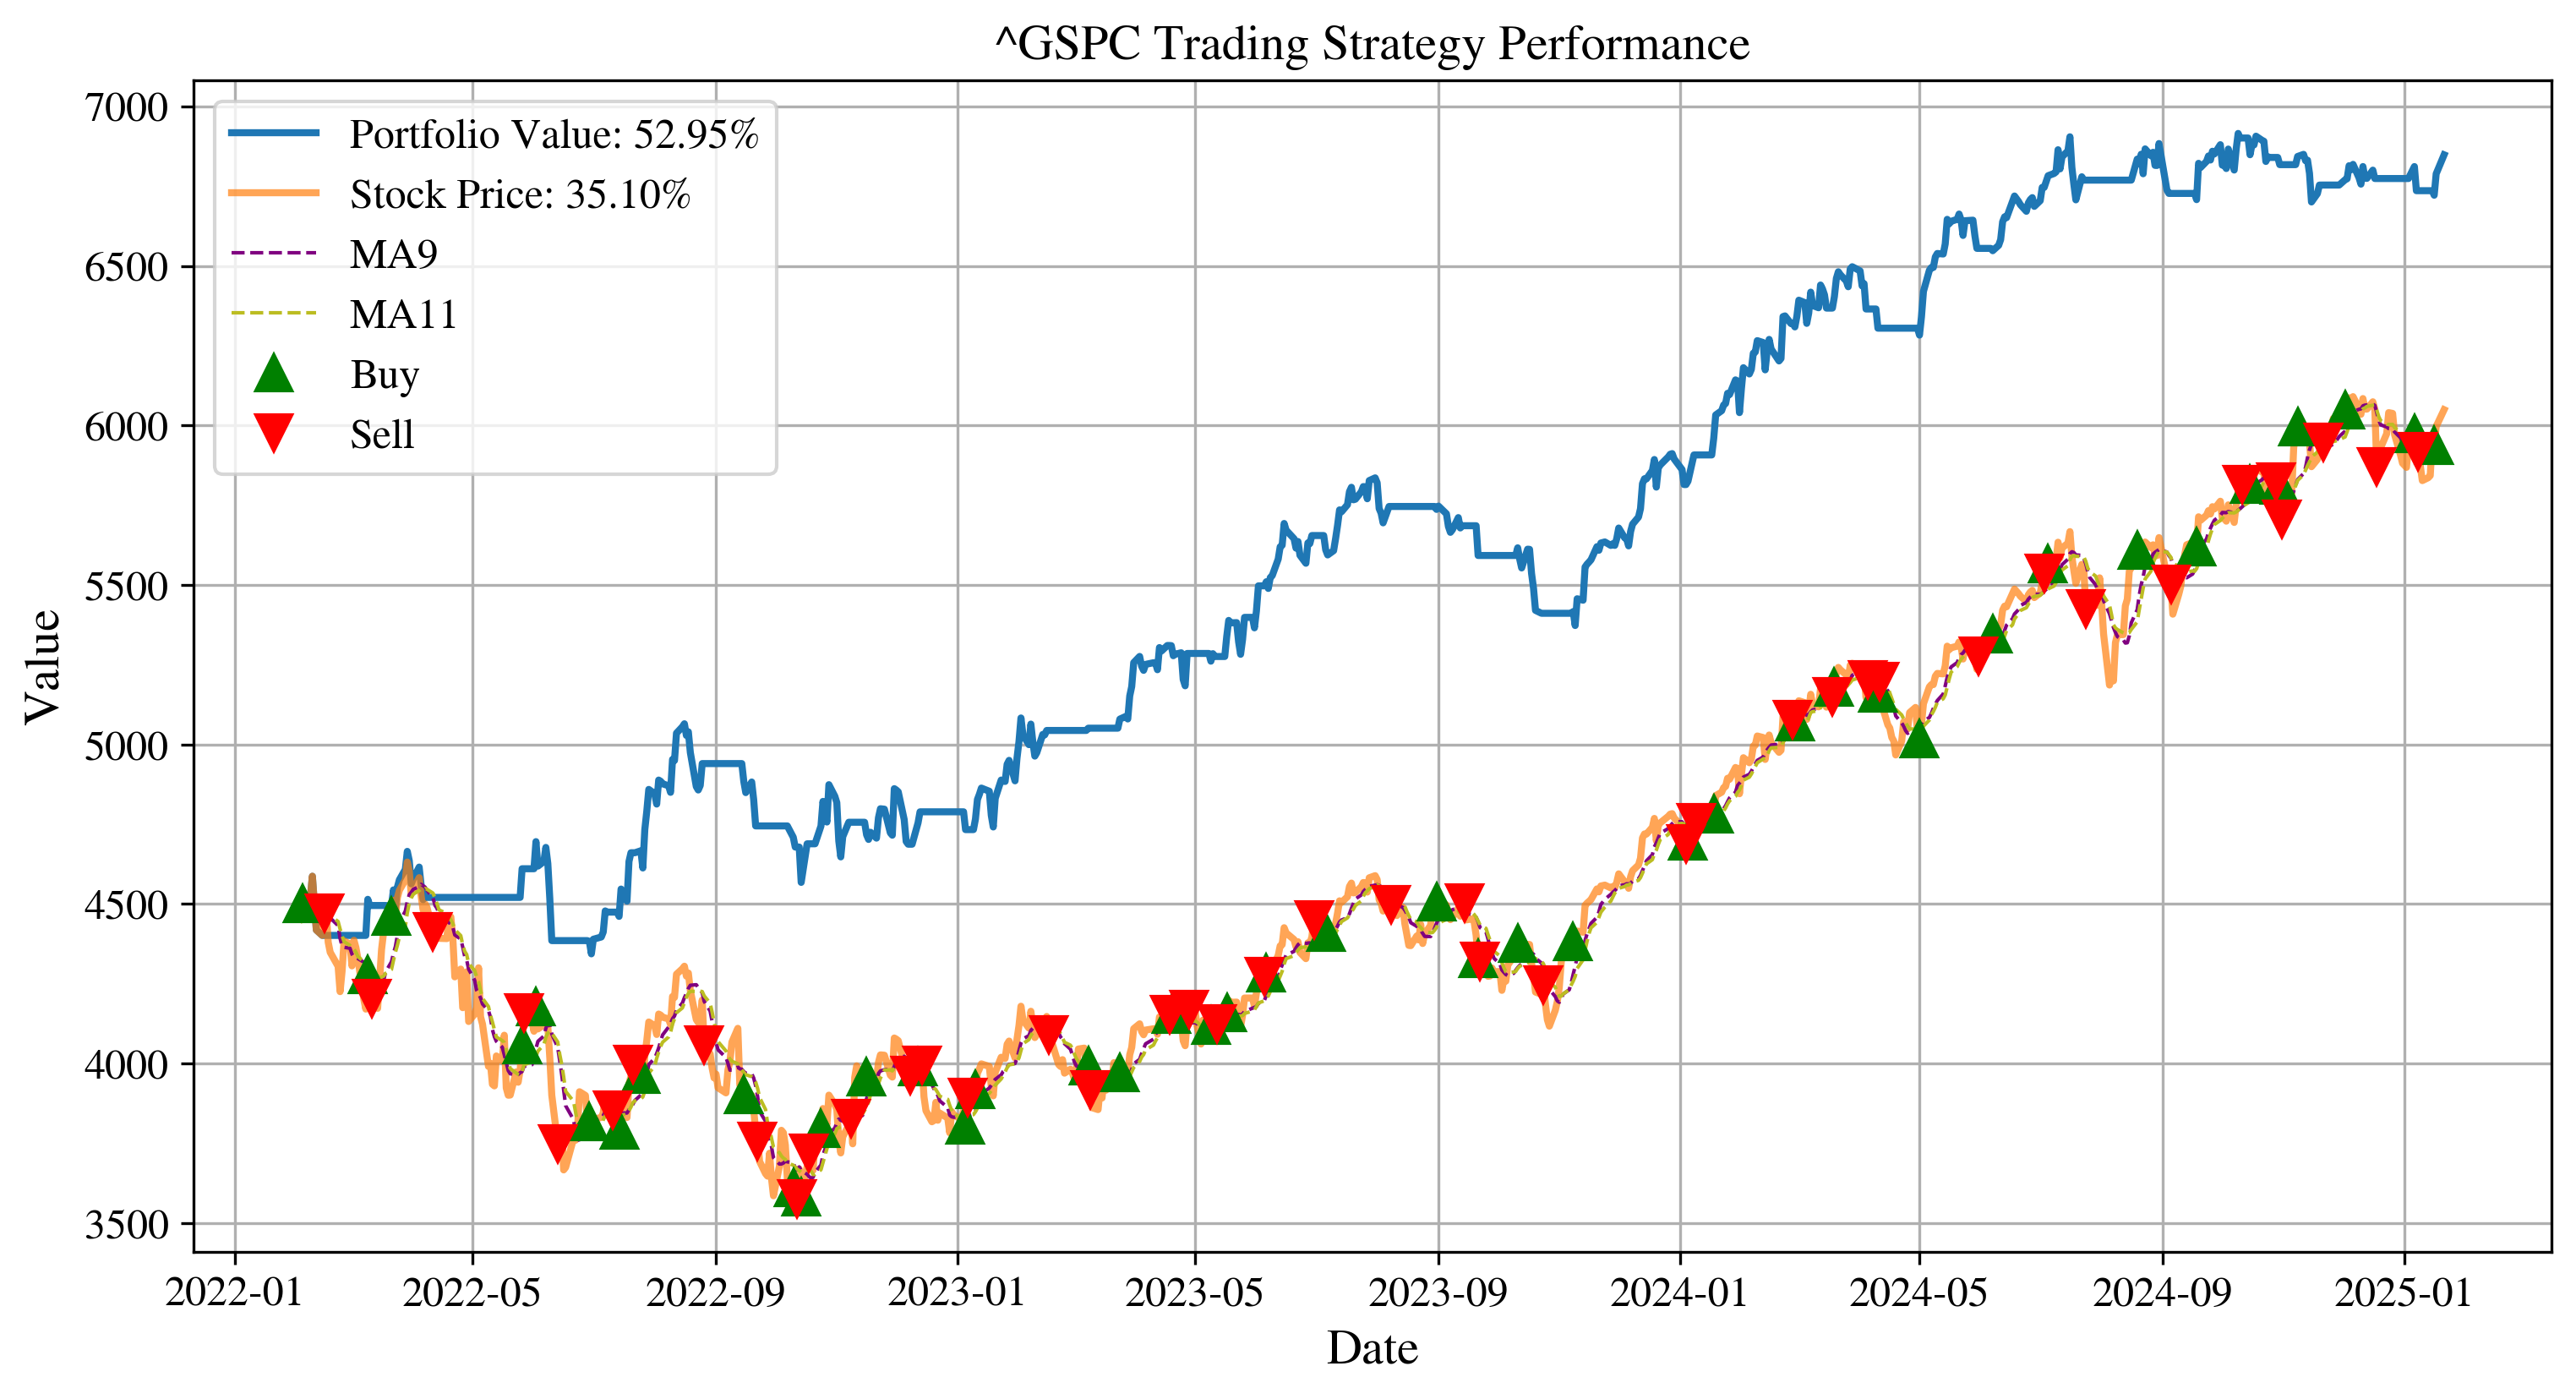 ^GSPC Trading Strategy Performance
7000
6500
6000
5500
5000
4500
4000
3500
Value
Portfolio Value: 52.95%
Stock Price: 35.10%
MA9
MA11
Buy
Sell
2022-01 2022-05 2022-09 2023-01 2023-05 2023-09 2024-01 2024-05 2024-09 2025-01
Date